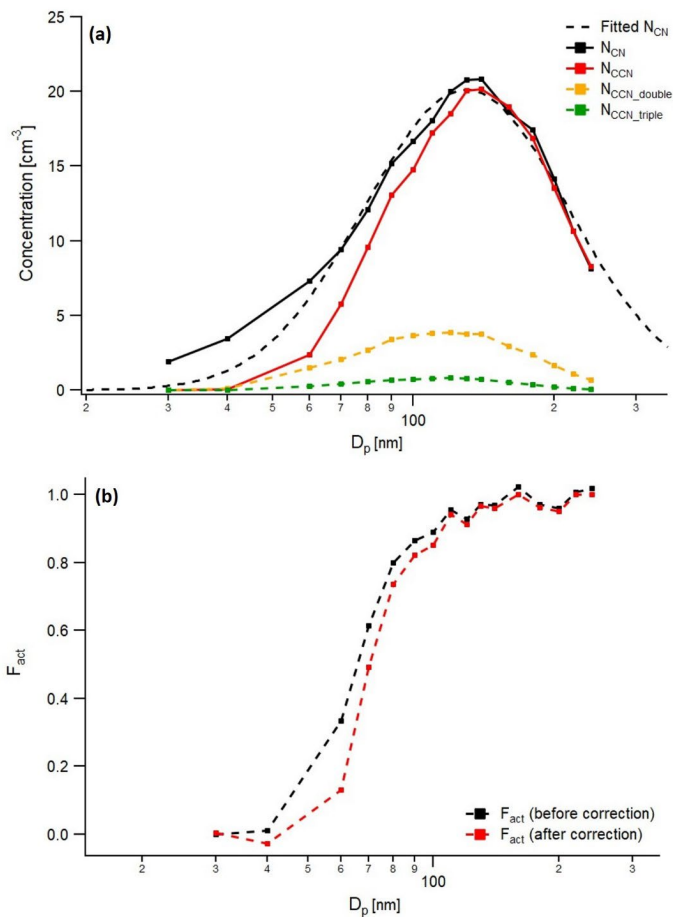 (a)
25
20
15
10
5
0
Concentration [cm⁻³]
Fitted N_CN
N_CN
N_CCN
N_CCN_double
N_CCN_triple
2 3 4 5 6 7 8 9 100 2 3
D_p [nm]
(b)
1.0
0.8
0.6
0.4
0.2
0.0
F_act
F_act (before correction)
F_act (after correction)
2 3 4 5 6 7 8 9 100 2 3
D_p [nm]